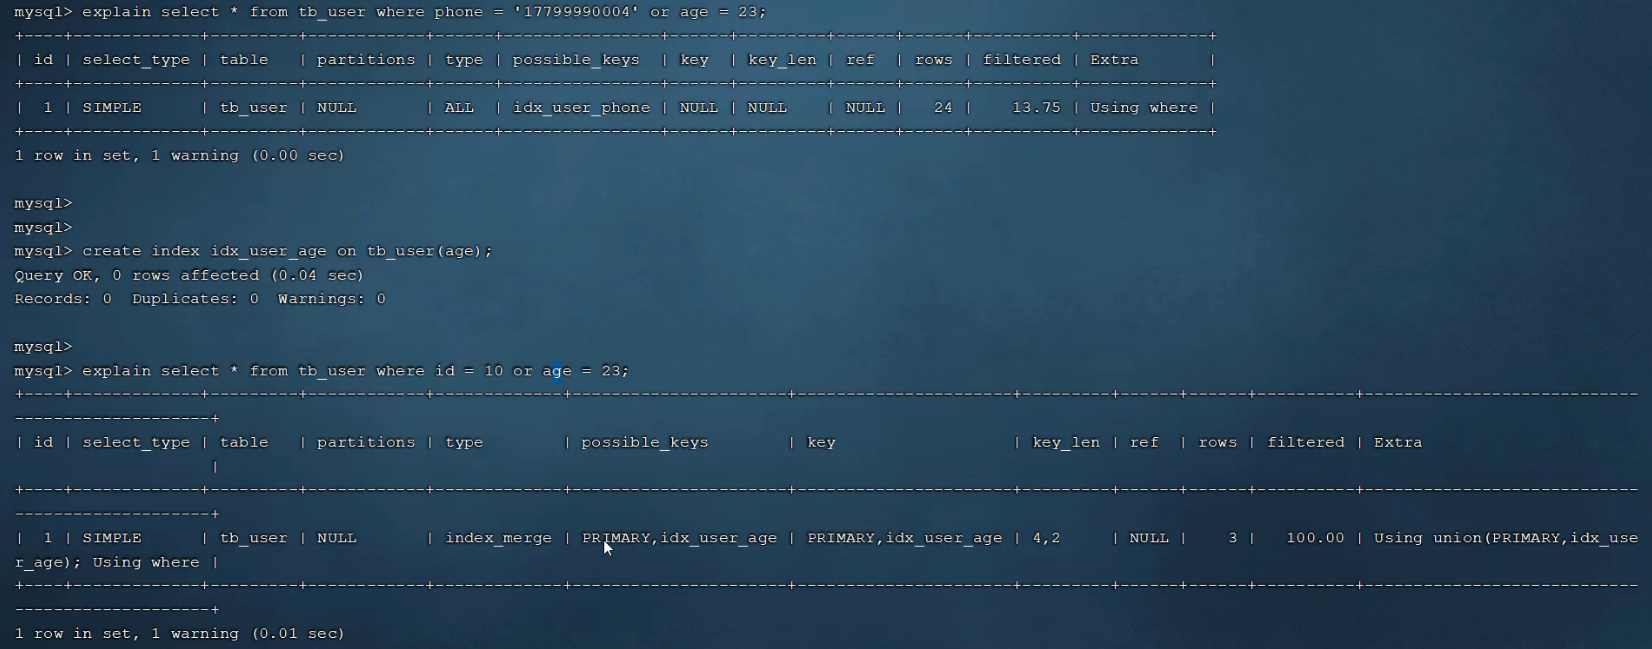 mysql> explain select * from tb_user where phone = '17799990004' or age = 23;
+----+-------------+---------+------------+------+----------------+------+---------+------+------+----------+-------------+
| id | select_type | table   | partitions | type | possible_keys  | key  | key_len | ref  | rows | filtered | Extra       |
+----+-------------+---------+------------+------+----------------+------+---------+------+------+----------+-------------+
|  1 | SIMPLE      | tb_user | NULL       | ALL  | idx_user_phone | NULL | NULL    | NULL |   24 |    13.75 | Using where |
+----+-------------+---------+------------+------+----------------+------+---------+------+------+----------+-------------+
1 row in set, 1 warning (0.00 sec)
mysql>
mysql>
mysql> create index idx_user_age on tb_user(age);
Query OK, 0 rows affected (0.04 sec)
Records: 0  Duplicates: 0  Warnings: 0
mysql>
mysql> explain select * from tb_user where id = 10 or age = 23;
+----+-------------+---------+------------+-------------+----------------------+----------------------+---------+------+------+----------+----------------------------
--------------------+
| id | select_type | table   | partitions | type        | possible_keys        | key                  | key_len | ref  | rows | filtered | Extra
                    |
+----+-------------+---------+------------+-------------+----------------------+----------------------+---------+------+------+----------+----------------------------
--------------------+
|  1 | SIMPLE      | tb_user | NULL       | index_merge | PRIMARY,idx_user_age | PRIMARY,idx_user_age | 4,2     | NULL |    3 |   100.00 | Using union(PRIMARY,idx_use
r_age); Using where |
+----+-------------+---------+------------+-------------+----------------------+----------------------+---------+------+------+----------+----------------------------
--------------------+
1 row in set, 1 warning (0.01 sec)